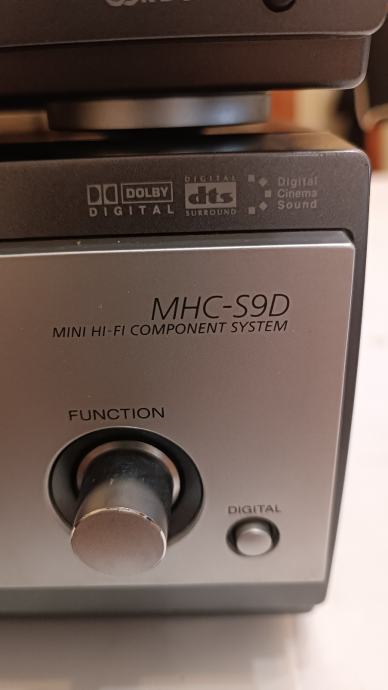 DOLBY
DIGITAL
DIGITAL
dts
SURROUND
Digital
Cinema
Sound
MHC-S9D
MINI HI-FI COMPONENT SYSTEM
FUNCTION
DIGITAL